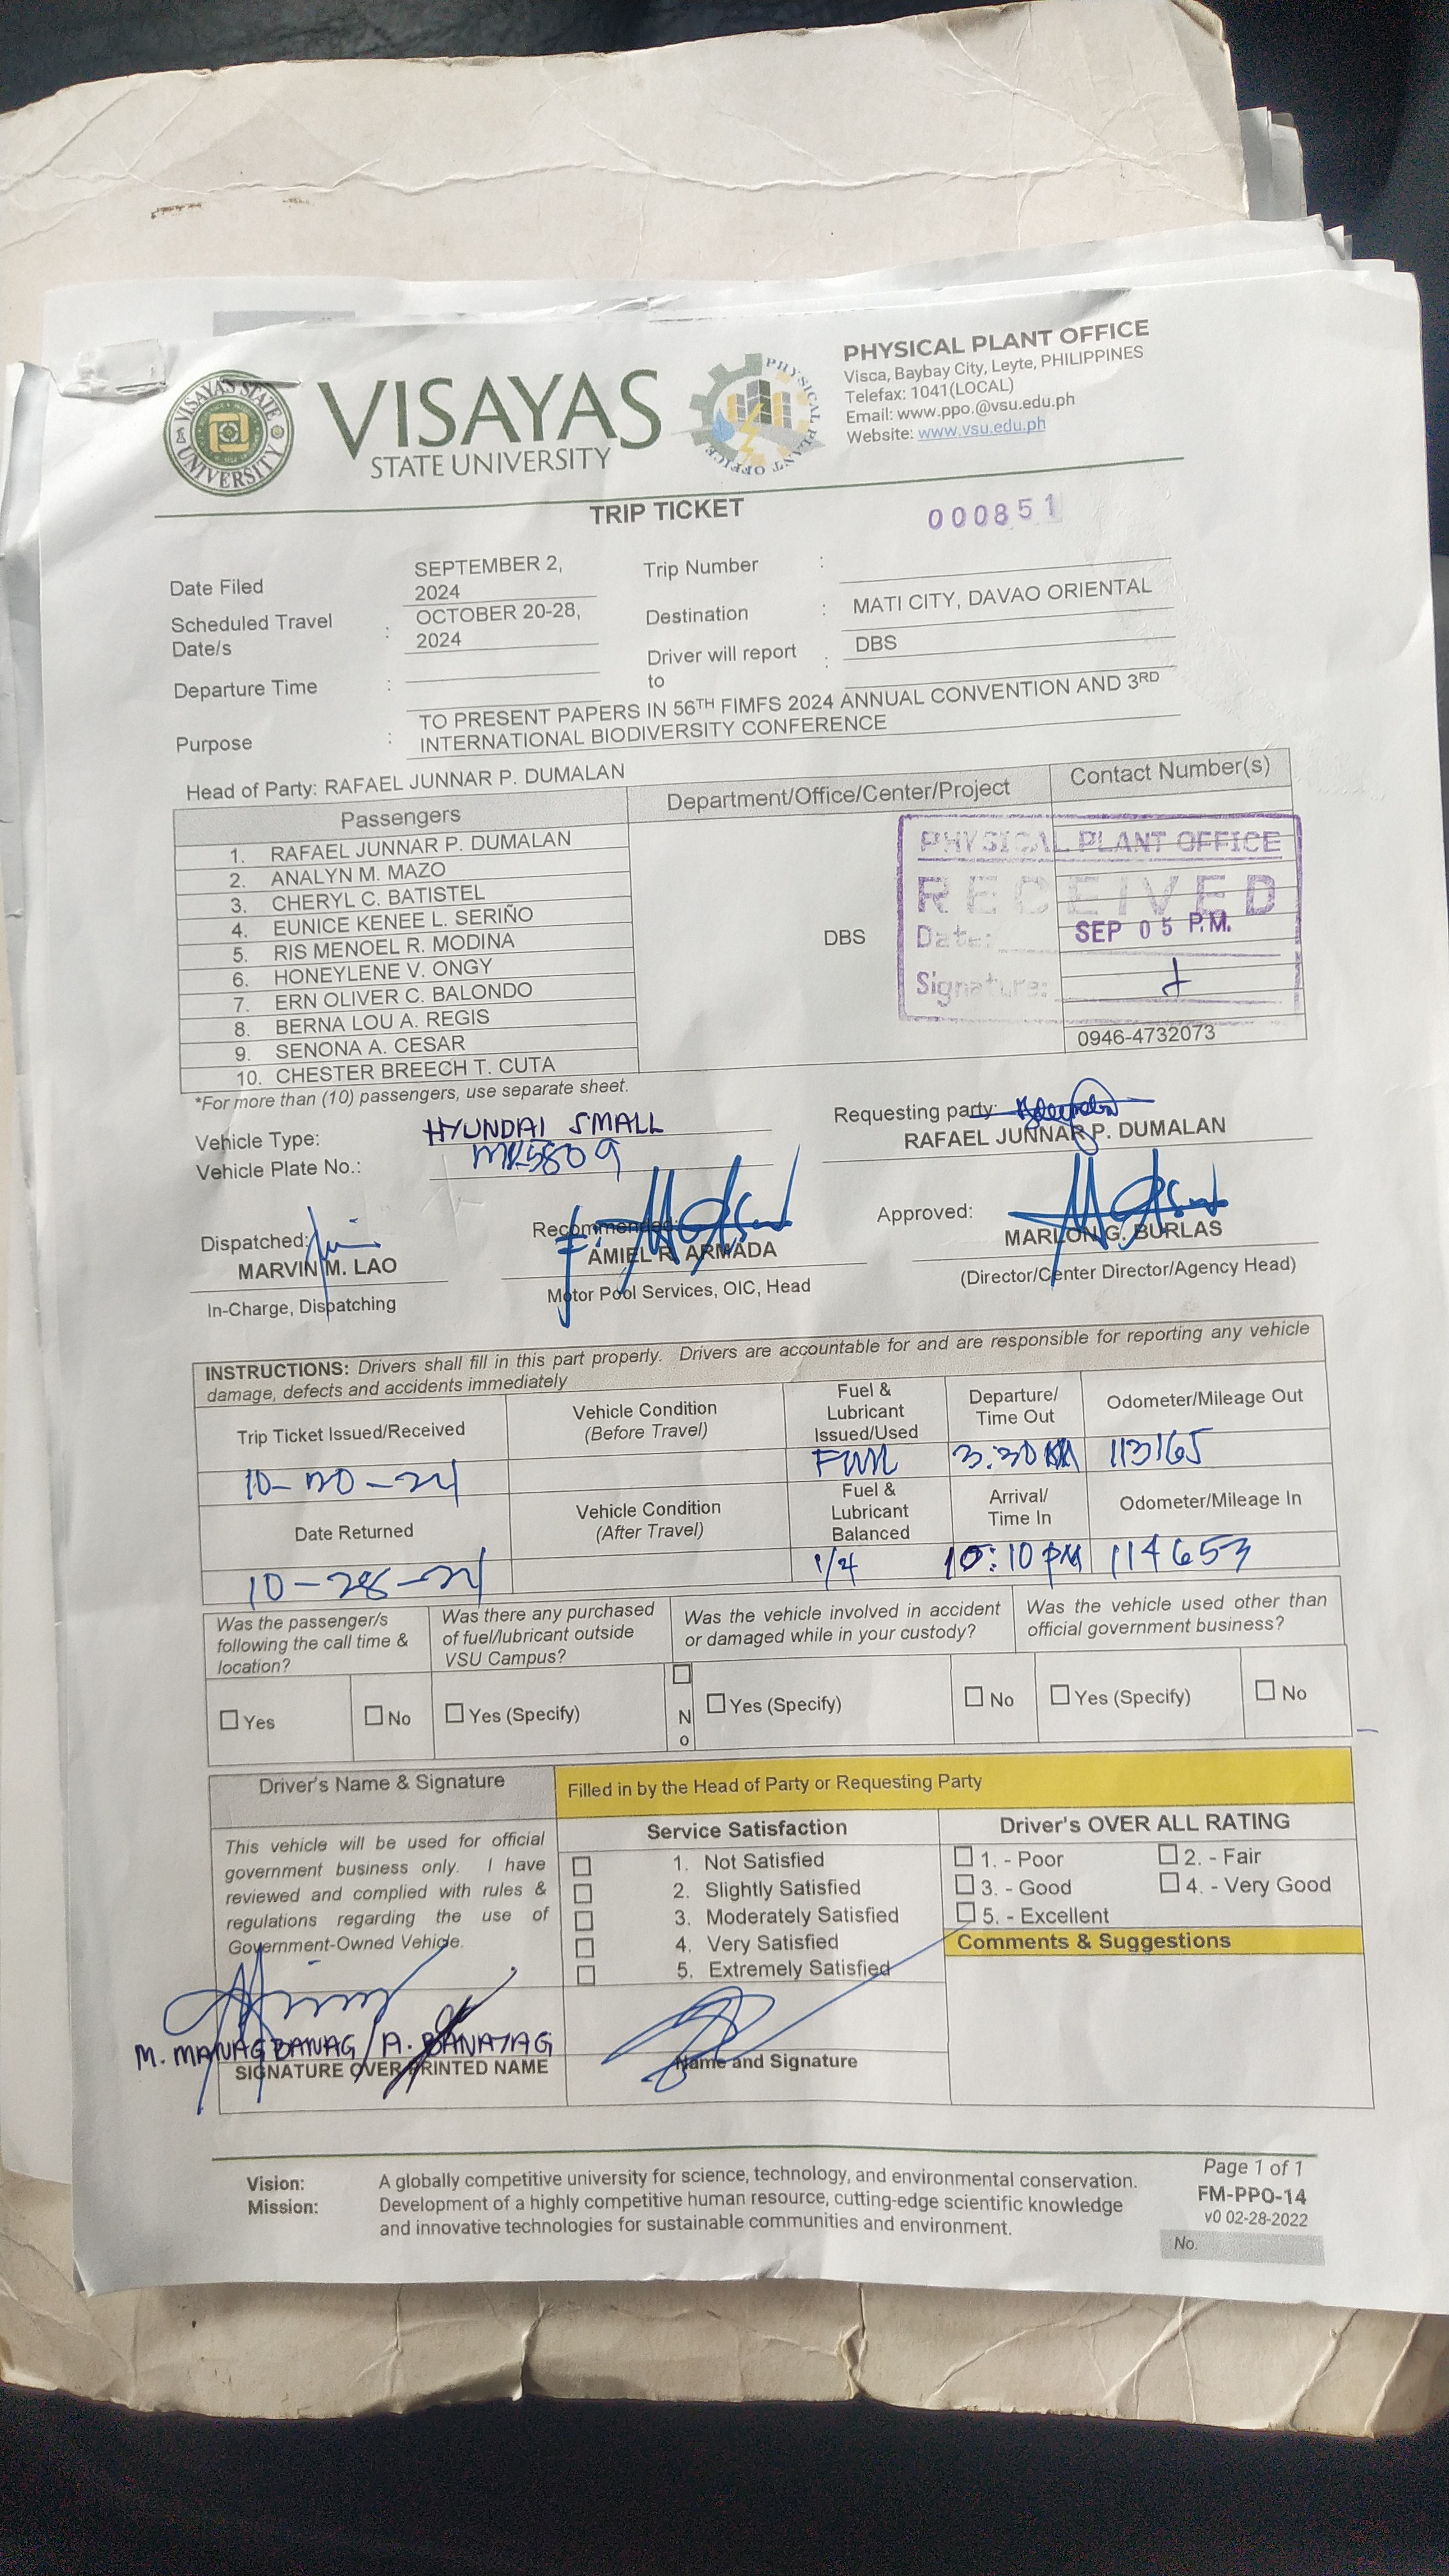 VISAYAS STATE UNIVERSITY
VISAYAS
STATE UNIVERSITY
PHYSICAL PLANT OFFICE
PHYSICAL PLANT OFFICE
Visca, Baybay City, Leyte, PHILIPPINES
Telefax: 1041(LOCAL)
Email: www.ppo.@vsu.edu.ph
Website: www.vsu.edu.ph
TRIP TICKET
000851
Date Filed SEPTEMBER 2, 2024
Trip Number :
Scheduled Travel Date/s : OCTOBER 20-28, 2024
Destination : MATI CITY, DAVAO ORIENTAL
Departure Time :
Driver will report to : DBS
Purpose : TO PRESENT PAPERS IN 56TH FIMFS 2024 ANNUAL CONVENTION AND 3RD
INTERNATIONAL BIODIVERSITY CONFERENCE
Head of Party: RAFAEL JUNNAR P. DUMALAN
Passengers Department/Office/Center/Project Contact Number(s)
1. RAFAEL JUNNAR P. DUMALAN
2. ANALYN M. MAZO
3. CHERYL C. BATISTEL
4. EUNICE KENEE L. SERIÑO
5. RIS MENOEL R. MODINA
6. HONEYLENE V. ONGY
7. ERN OLIVER C. BALONDO
8. BERNA LOU A. REGIS
9. SENONA A. CESAR
10. CHESTER BREECH T. CUTA
DBS
PHYSICAL PLANT OFFICE
RECEIVED
Date: SEP 05 P.M.
Signature:
0946-4732073
*For more than (10) passengers, use separate sheet.
Vehicle Type: HYUNDAI SMALL
Vehicle Plate No.:
Requesting party:
RAFAEL JUNNAR P. DUMALAN
Dispatched:
MARVIN M. LAO
In-Charge, Dispatching
Recommended:
AMIEL R. ARMADA
Motor Pool Services, OIC, Head
Approved:
MARLON G. BURLAS
(Director/Center Director/Agency Head)
INSTRUCTIONS: Drivers shall fill in this part properly. Drivers are accountable for and are responsible for reporting any vehicle
damage, defects and accidents immediately
Trip Ticket Issued/Received
Vehicle Condition
(Before Travel)
Fuel &
Lubricant
Issued/Used
Departure/
Time Out
Odometer/Mileage Out
10-20-24
3:30 113165
Date Returned
Vehicle Condition
(After Travel)
Fuel &
Lubricant
Balanced
Arrival/
Time In
Odometer/Mileage In
10-28-24
1/4 10:10 PM 114653
Was the passenger/s
following the call time &
location?
Was there any purchased
of fuel/lubricant outside
VSU Campus?
Was the vehicle involved in accident
or damaged while in your custody?
Was the vehicle used other than
official government business?
Yes No Yes (Specify) No Yes (Specify) No Yes (Specify) No
Driver's Name & Signature
Filled in by the Head of Party or Requesting Party
This vehicle will be used for official
government business only. I have
reviewed and complied with rules &
regulations regarding the use of
Government-Owned Vehicle.
Service Satisfaction
1. Not Satisfied
2. Slightly Satisfied
3. Moderately Satisfied
4. Very Satisfied
5. Extremely Satisfied
Driver's OVER ALL RATING
1. - Poor 2. - Fair
3. - Good 4. - Very Good
5. - Excellent
Comments & Suggestions
M. MANAGBANAG / A.
SIGNATURE OVER PRINTED NAME
Name and Signature
Vision: A globally competitive university for science, technology, and environmental conservation.
Mission: Development of a highly competitive human resource, cutting-edge scientific knowledge
and innovative technologies for sustainable communities and environment.
Page 1 of 1
FM-PPO-14
v0 02-28-2022
No.